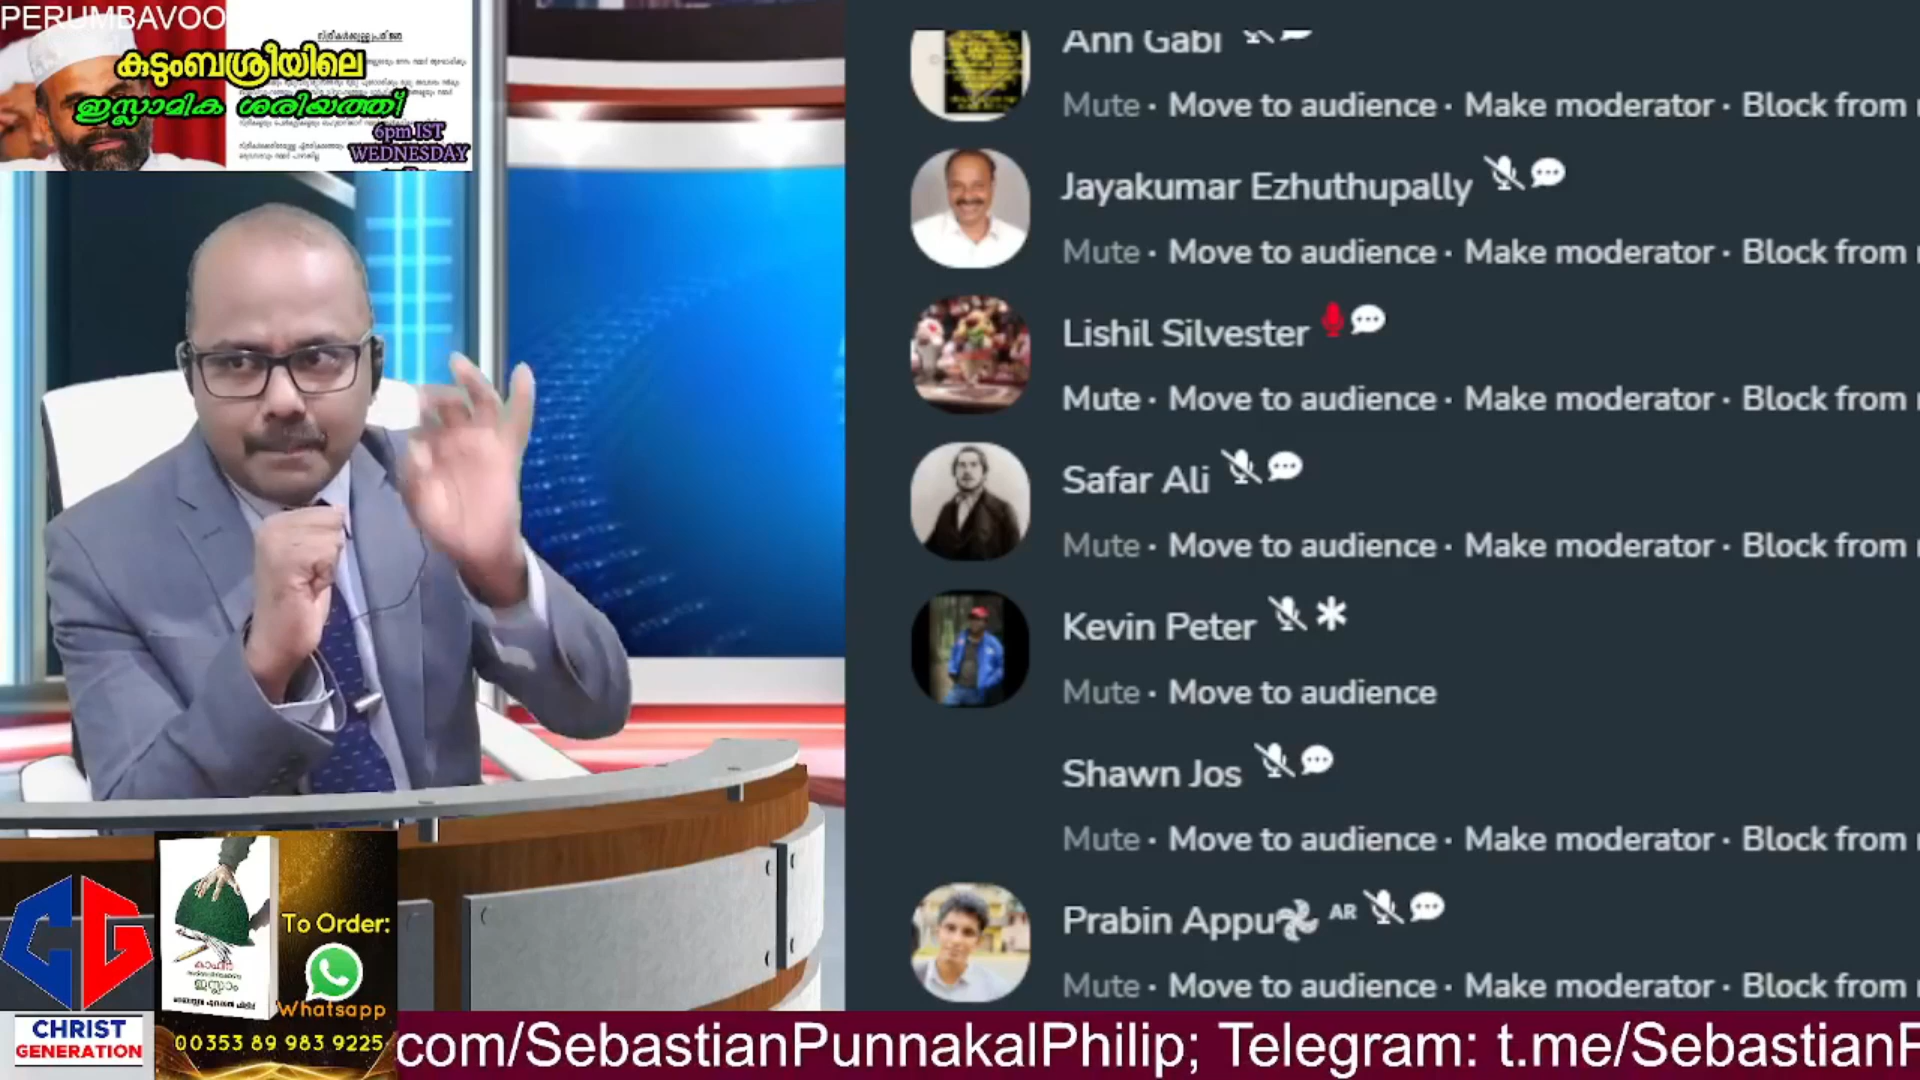 PERUMBAVOO
കുടുംബശ്രീയിലെ
ഇസ്ലാമിക ശരിയത്ത്
6pm IST
WEDNESDAY
Ann Gabi
Mute · Move to audience · Make moderator · Block from
Jayakumar Ezhuthupally
Mute · Move to audience · Make moderator · Block from
Lishil Silvester
Mute · Move to audience · Make moderator · Block from
Safar Ali
Mute · Move to audience · Make moderator · Block from
Kevin Peter
Mute · Move to audience
Shawn Jos
Mute · Move to audience · Make moderator · Block from
Prabin Appu AR
Mute · Move to audience · Make moderator · Block from
CG
CHRIST
GENERATION
ഇസ്ലാം
To Order:
Whatsapp
00353 89 983 9225
com/SebastianPunnakalPhilip; Telegram: t.me/SebastianP